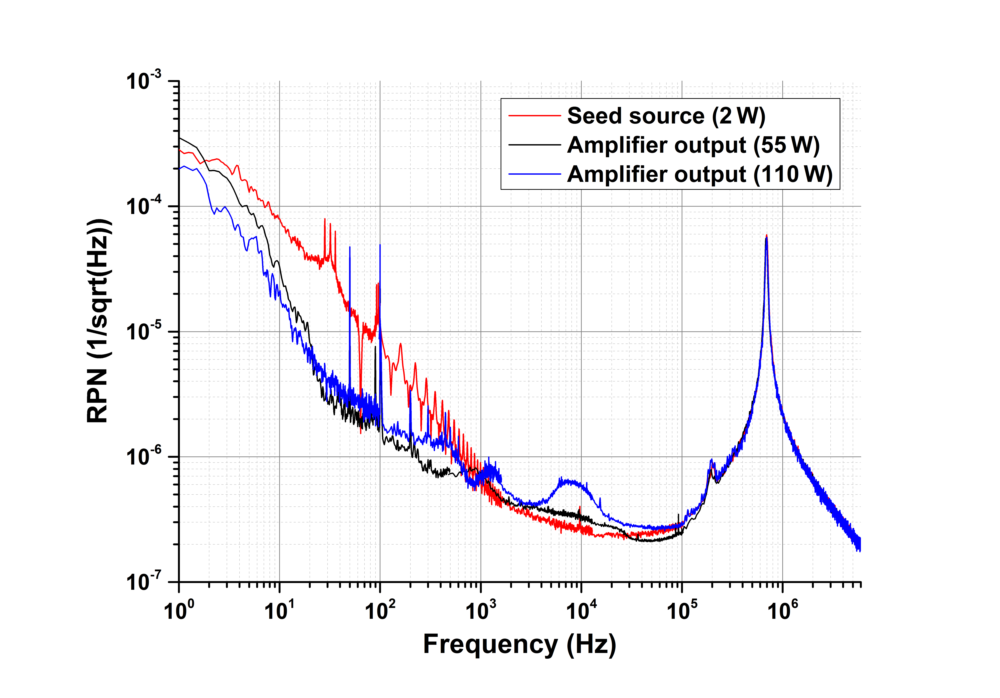 10-3
10-4
10-5
10-6
10-7
RPN (1/sqrt(Hz))
Seed source (2 W)
Amplifier output (55 W)
Amplifier output (110 W)
100 101 102 103 104 105 106
Frequency (Hz)